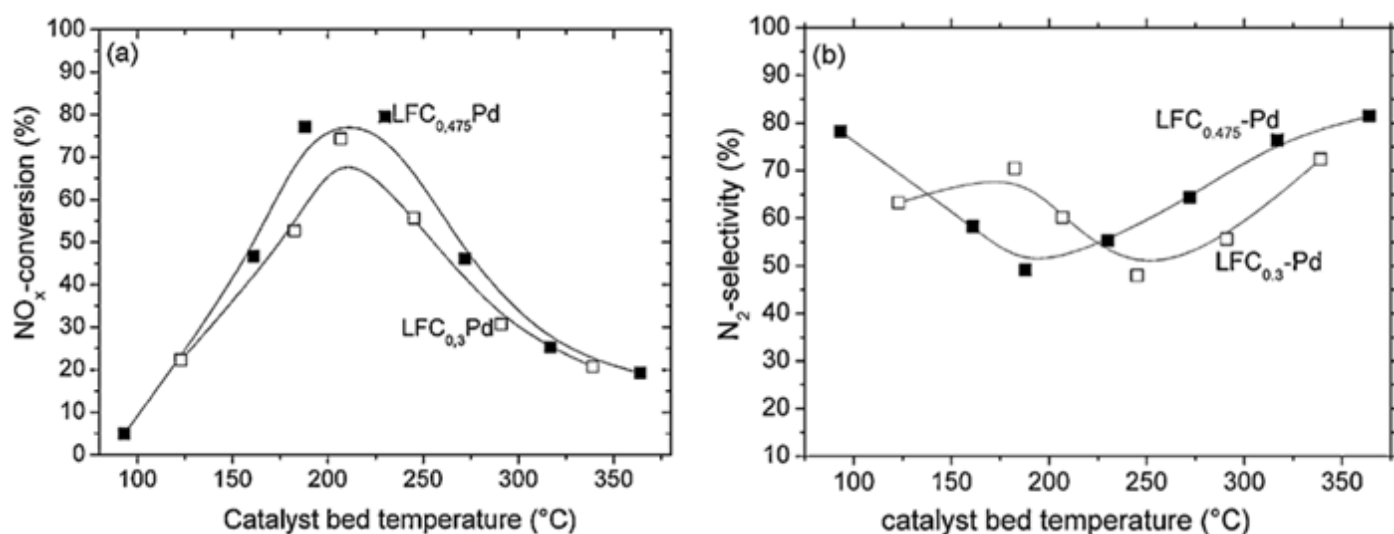 (a)
NOx-conversion (%)
100
90
80
70
60
50
40
30
20
10
0
LFC0,475Pd
LFC0,3Pd
100 150 200 250 300 350
Catalyst bed temperature (°C)
(b)
N2-selectivity (%)
100
90
80
70
60
50
40
30
20
10
LFC0.475-Pd
LFC0.3-Pd
100 150 200 250 300 350
catalyst bed temperature (°C)